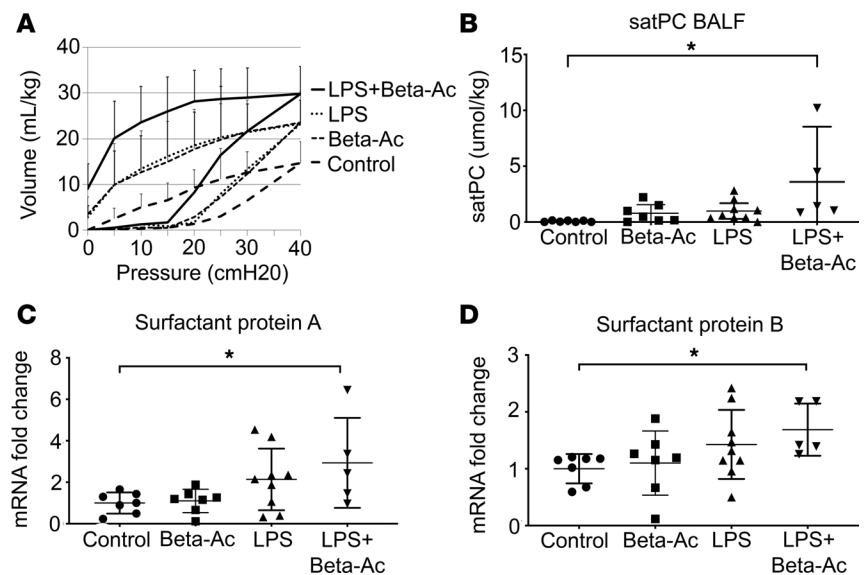 A
40
30
20
10
0
Volume (mL/kg)
0
10
20
30
40
Pressure (cmH20)
LPS+Beta-Ac
LPS
Beta-Ac
Control
B
satPC BALF
*
15
10
5
0
satPC (umol/kg)
Control
Beta-Ac
LPS
LPS+
Beta-Ac
C
Surfactant protein A
*
8
6
4
2
0
mRNA fold change
Control
Beta-Ac
LPS
LPS+
Beta-Ac
D
Surfactant protein B
*
3
2
1
0
mRNA fold change
Control
Beta-Ac
LPS
LPS+
Beta-Ac